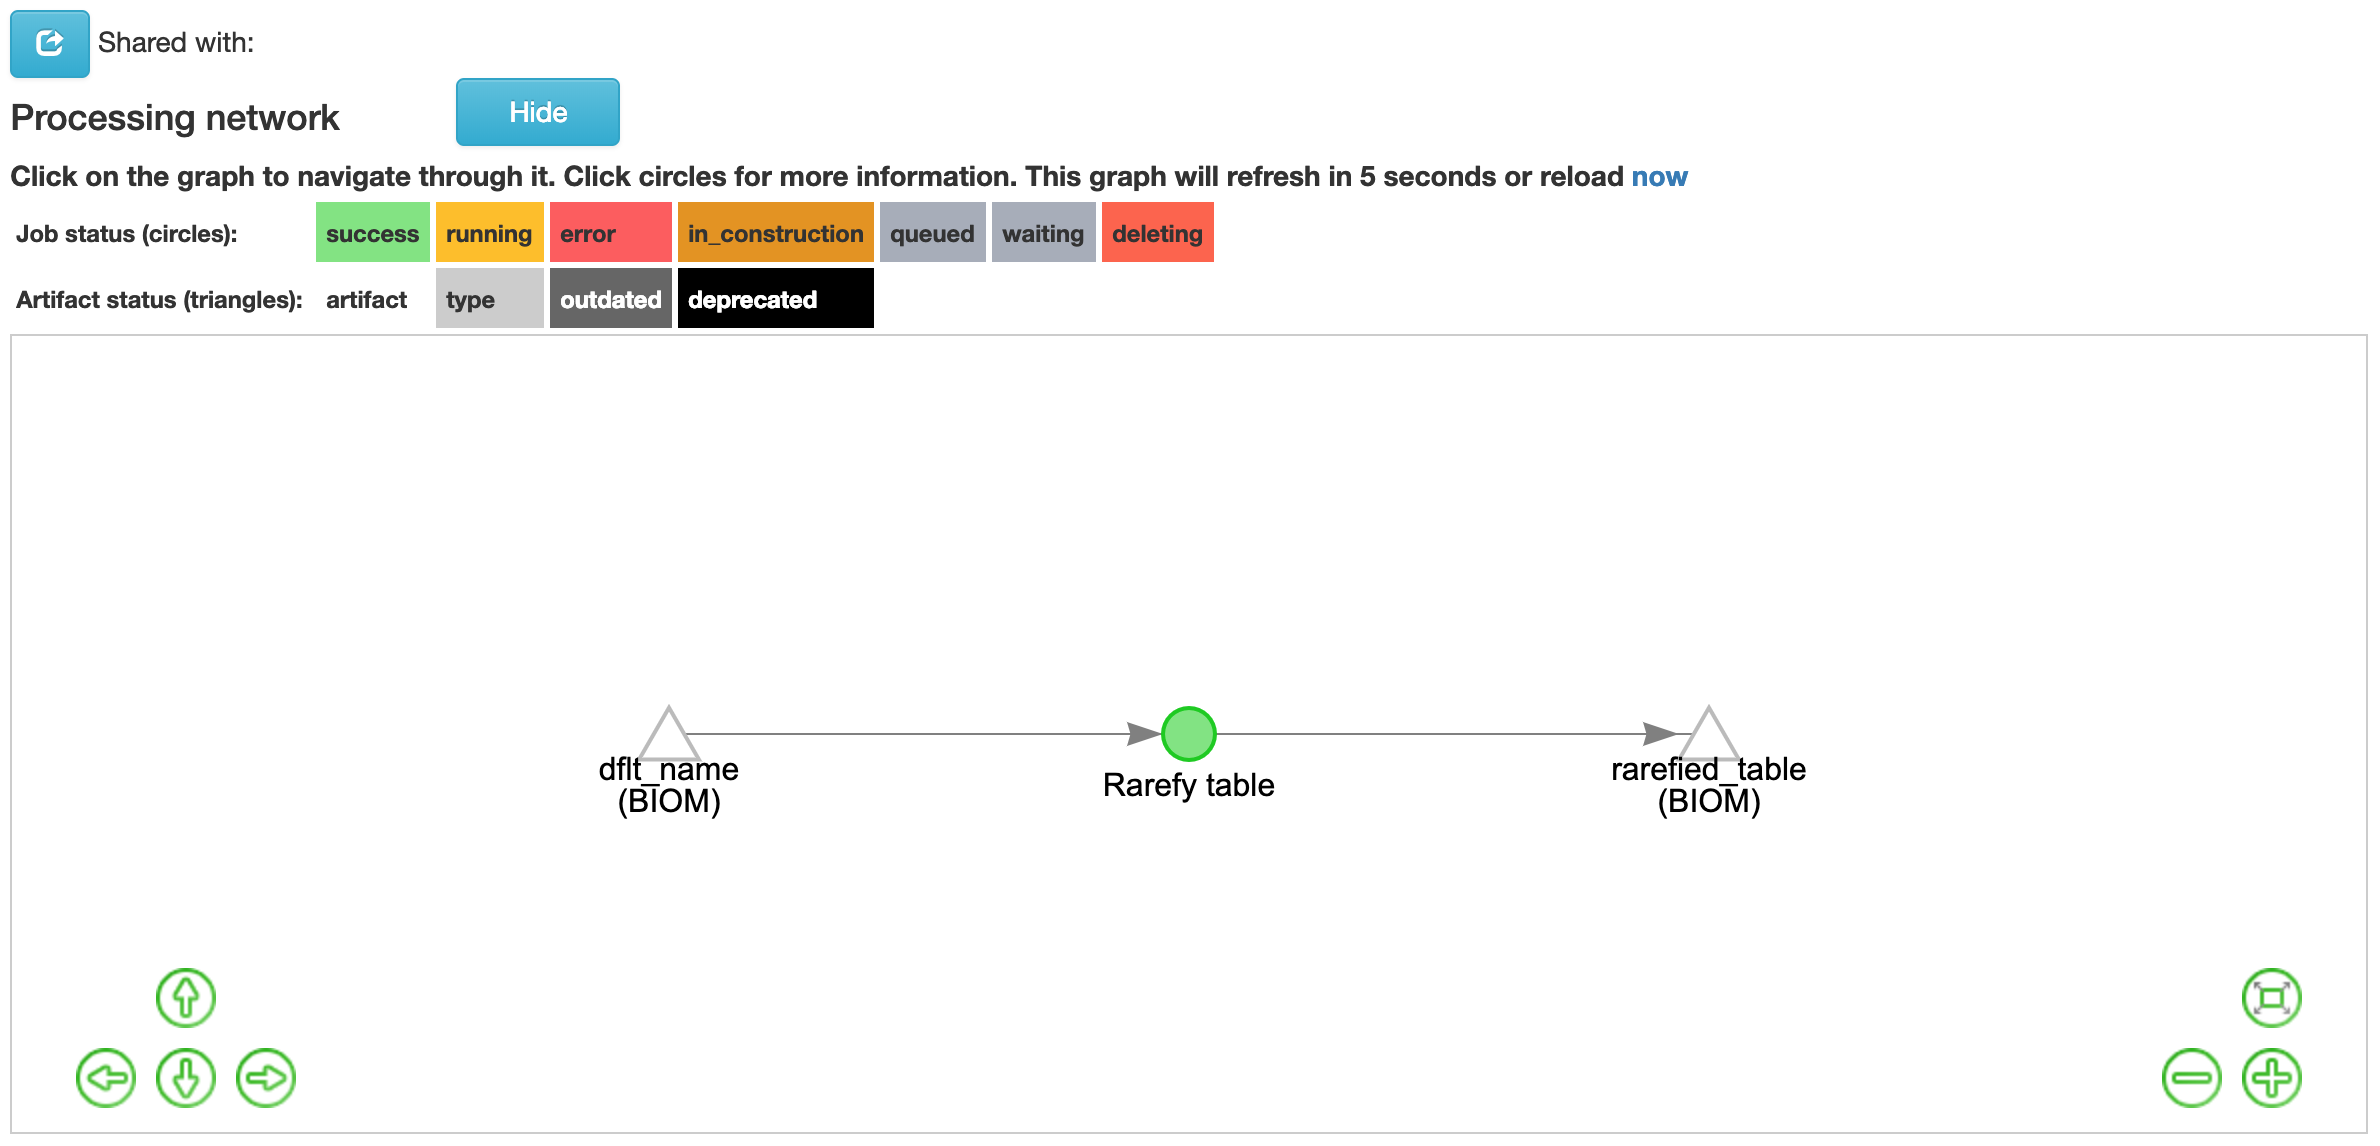 Shared with:
Processing network
Hide
Click on the graph to navigate through it. Click circles for more information. This graph will refresh in 5 seconds or reload now
Job status (circles): success running error in_construction queued waiting deleting
Artifact status (triangles): artifact type outdated deprecated
dflt_name
(BIOM)
Rarefy table
rarefied_table
(BIOM)